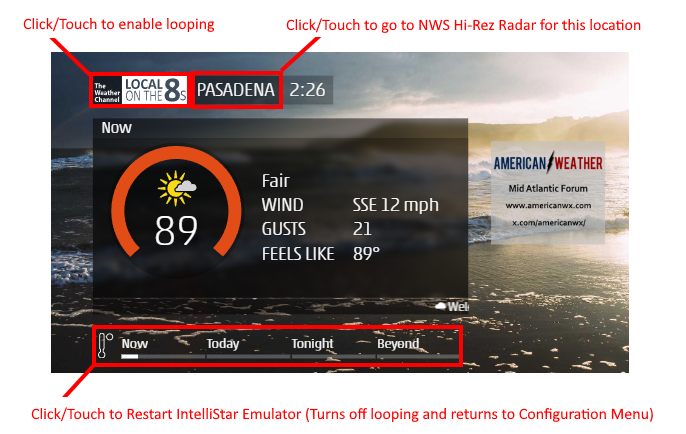 Click/Touch to enable looping
Click/Touch to go to NWS Hi-Rez Radar for this location
The
Weather
Channel
LOCAL
ON THE 8s
PASADENA
2:26
Now
89
Fair
WIND SSE 12 mph
GUSTS 21
FEELS LIKE 89°
AMERICAN WEATHER
Mid Atlantic Forum
www.americanwx.com
x.com/americanwx/
Wel
Now Today Tonight Beyond
Click/Touch to Restart IntelliStar Emulator (Turns off looping and returns to Configuration Menu)